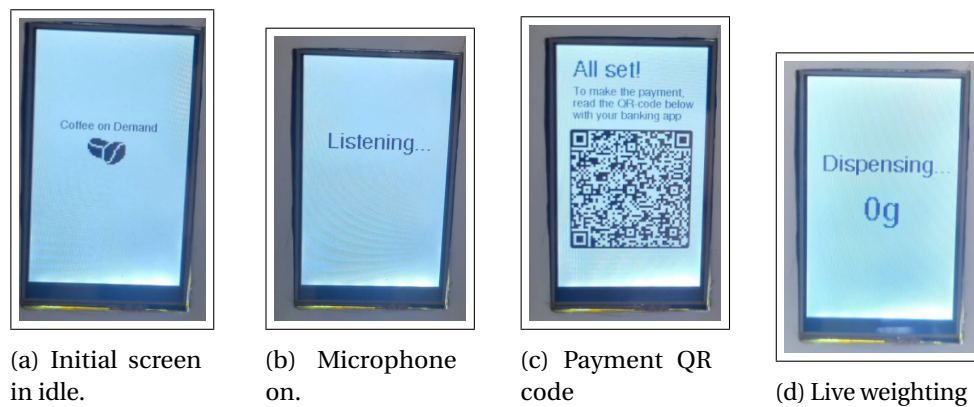 Coffee on Demand
Listening...
All set!
To make the payment,
read the QR-code below
with your banking app
Dispensing...
0g
(a) Initial screen
in idle.
(b) Microphone
on.
(c) Payment QR
code
(d) Live weighting